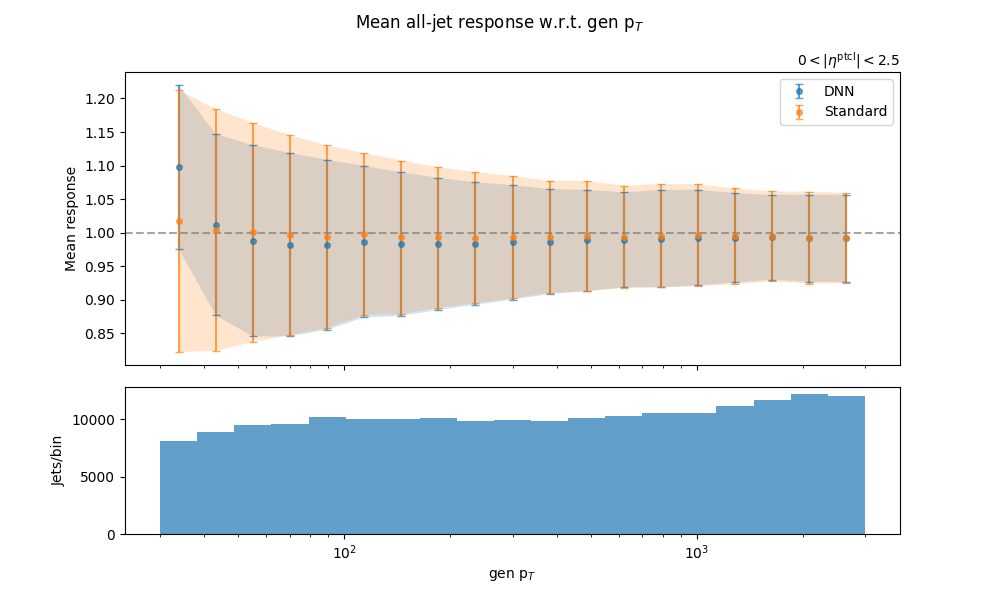 Mean all-jet response w.r.t. gen p_T
0 < |η^ptcl| < 2.5
DNN
Standard
Mean response
1.20
1.15
1.10
1.05
1.00
0.95
0.90
0.85
Jets/bin
10000
5000
0
10^2
10^3
gen p_T